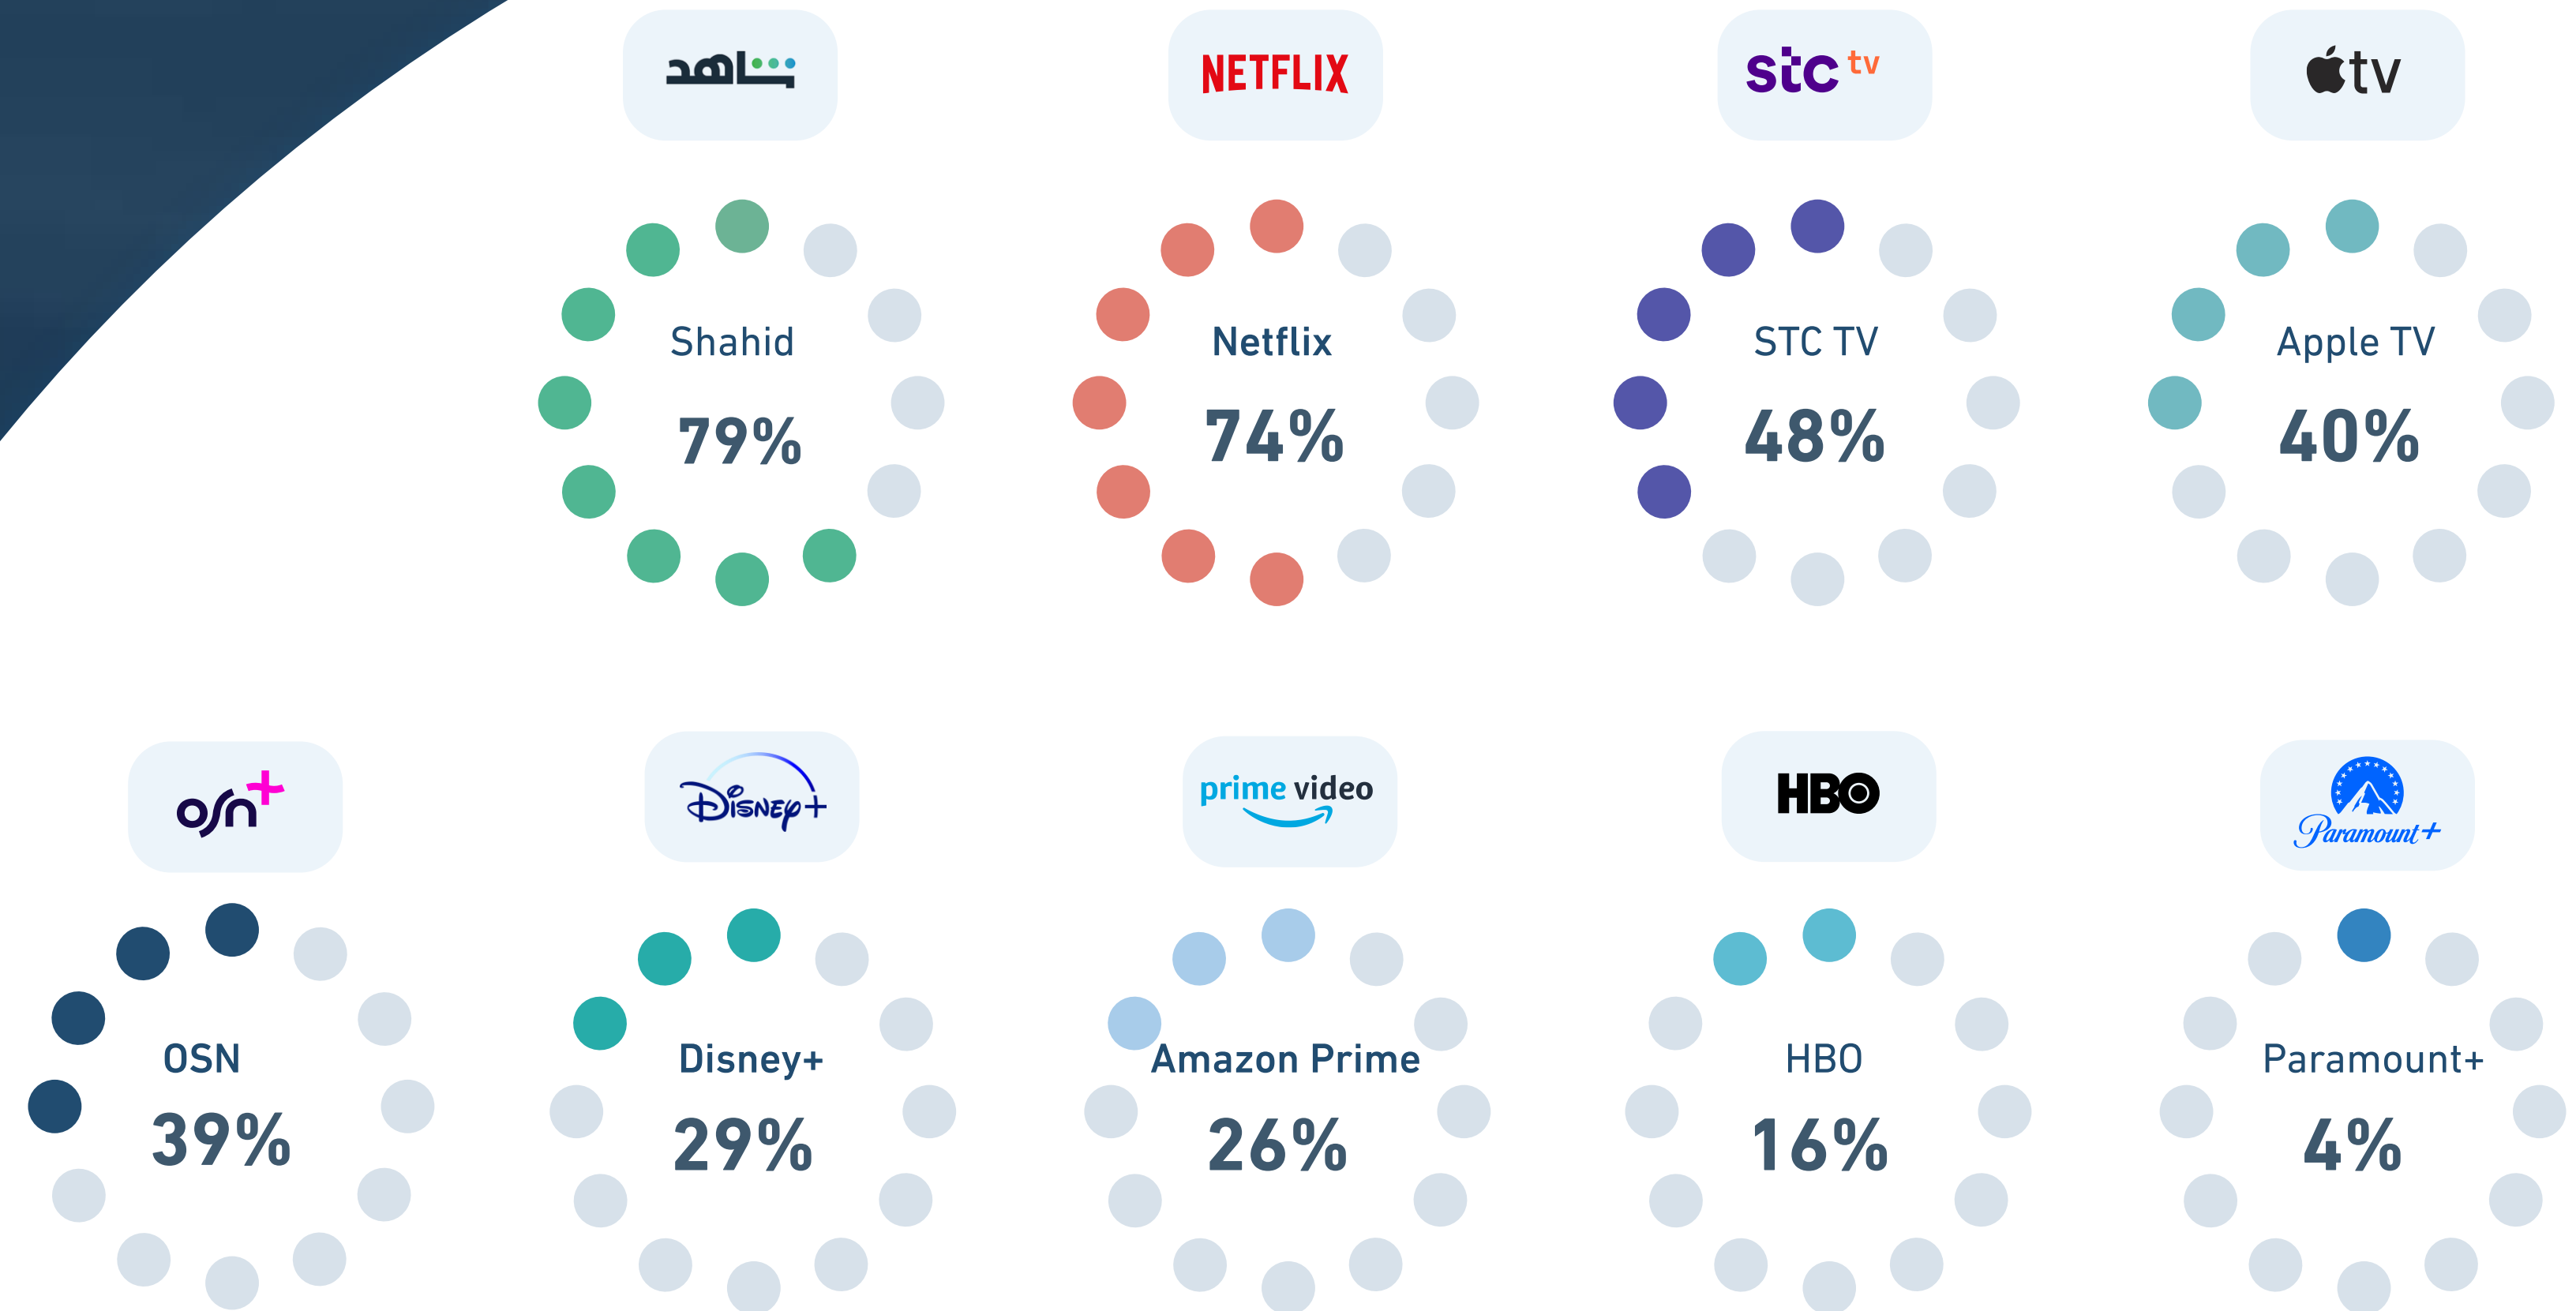 شاهد
NETFLIX
stc tv
tv
Shahid
79%
Netflix
74%
STC TV
48%
Apple TV
40%
osn+
Disney+
prime video
HBO
Paramount+
OSN
39%
Disney+
29%
Amazon Prime
26%
HBO
16%
Paramount+
4%